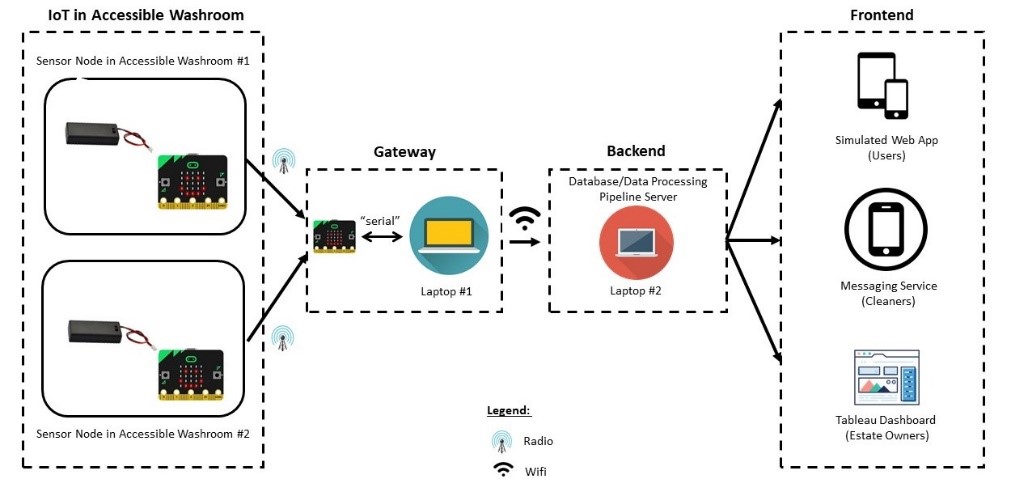 IoT in Accessible Washroom
Sensor Node in Accessible Washroom #1
Sensor Node in Accessible Washroom #2
Gateway
"serial"
Laptop #1
Backend
Database/Data Processing
Pipeline Server
Laptop #2
Frontend
Simulated Web App
(Users)
Messaging Service
(Cleaners)
Tableau Dashboard
(Estate Owners)
Legend:
Radio
Wifi